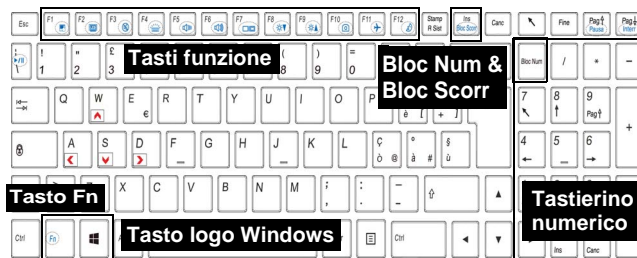 Esc F1 F2 F3 F4 F5 F6 F7 F8 F9 F10 F11 F12 Stamp R Sist Ins Bloc Scorr Canc Fine Pag Pausa Pag Interr
Tasti funzione
Bloc Num &
Bloc Scorr
! 1 2 £ 3 ( 8 ) 9 = 0 Bloc Num / * -
Q W E € R T Y U I O P è [ + ] 7 8 9 Pag +
A S D F G H J K L ç ò @ ° à # § ù 4 5 6
Tasto Fn
X C V B N M ; , : . _ -
Tastierino
numerico
Ctrl Fn
Tasto logo Windows
Ctrl Ins Canc